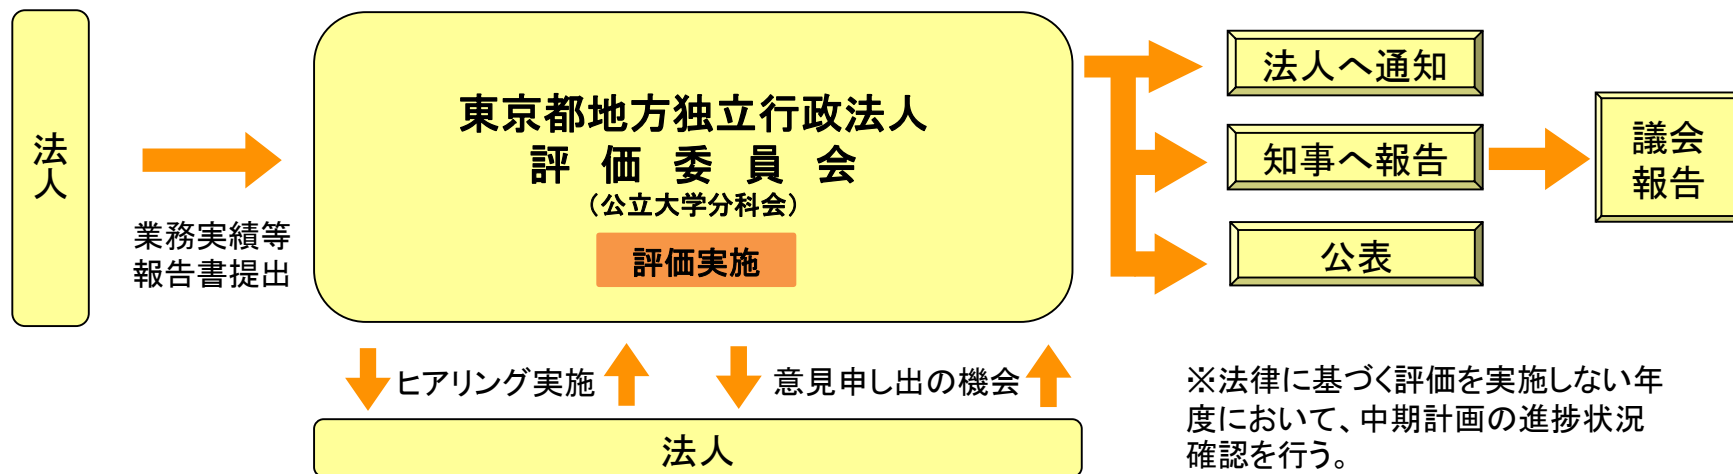 法人
業務実績等
報告書提出
東京都地方独立行政法人
評価委員会
（公立大学分科会）
評価実施
法人へ通知
知事へ報告
公表
議会
報告
ヒアリング実施
意見申し出の機会
法人
※法律に基づく評価を実施しない年
度において、中期計画の進捗状況
確認を行う。